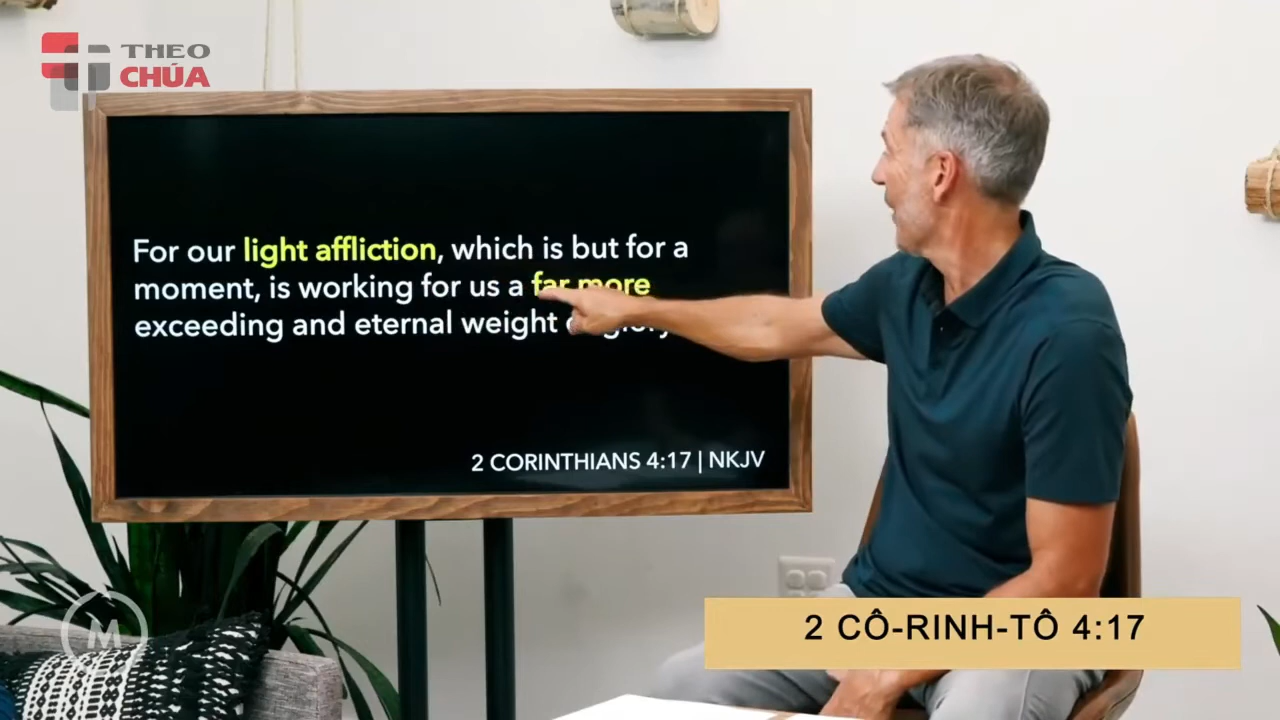 THEO
CHÚA
For our light affliction, which is but for a
moment, is working for us a far more
exceeding and eternal weight
2 CORINTHIANS 4:17 | NKJV
M
2 CÔ-RINH-TÔ 4:17